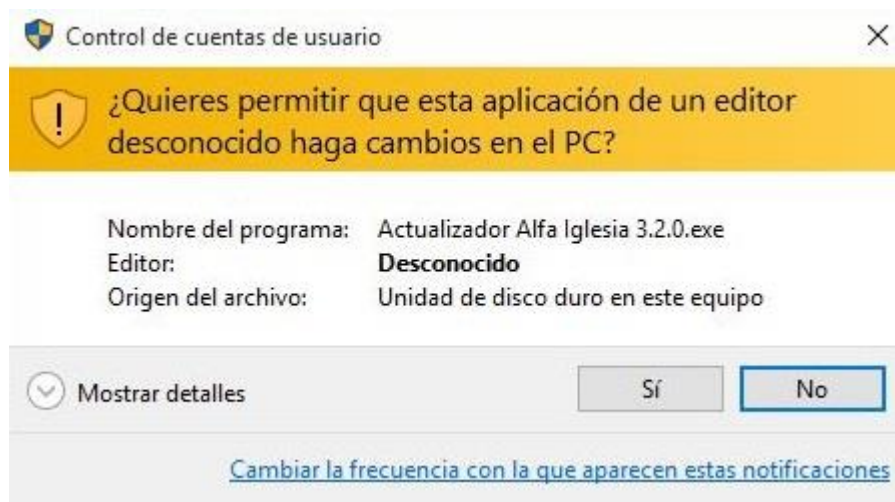 Control de cuentas de usuario
¿Quieres permitir que esta aplicación de un editor
desconocido haga cambios en el PC?
Nombre del programa: Actualizador Alfa Iglesia 3.2.0.exe
Editor: Desconocido
Origen del archivo: Unidad de disco duro en este equipo
Mostrar detalles Sí No
Cambiar la frecuencia con la que aparecen estas notificaciones